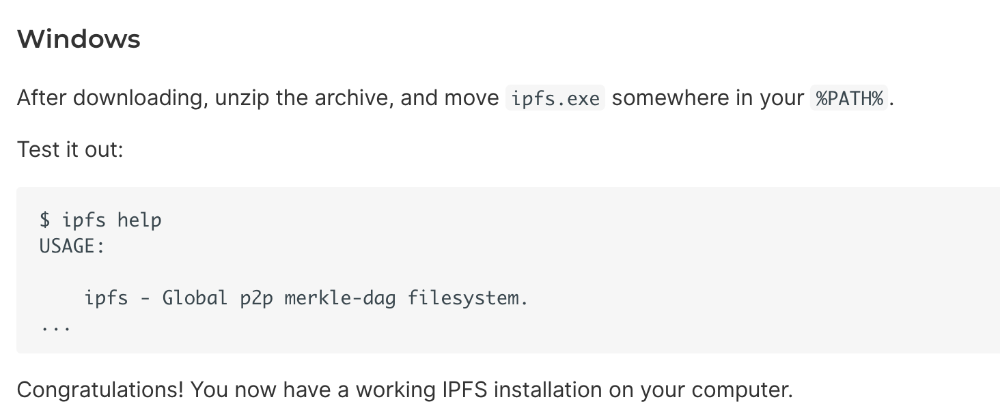 Windows
After downloading, unzip the archive, and move ipfs.exe somewhere in your %PATH%.
Test it out:
$ ipfs help
USAGE:
ipfs - Global p2p merkle-dag filesystem.
...
Congratulations! You now have a working IPFS installation on your computer.